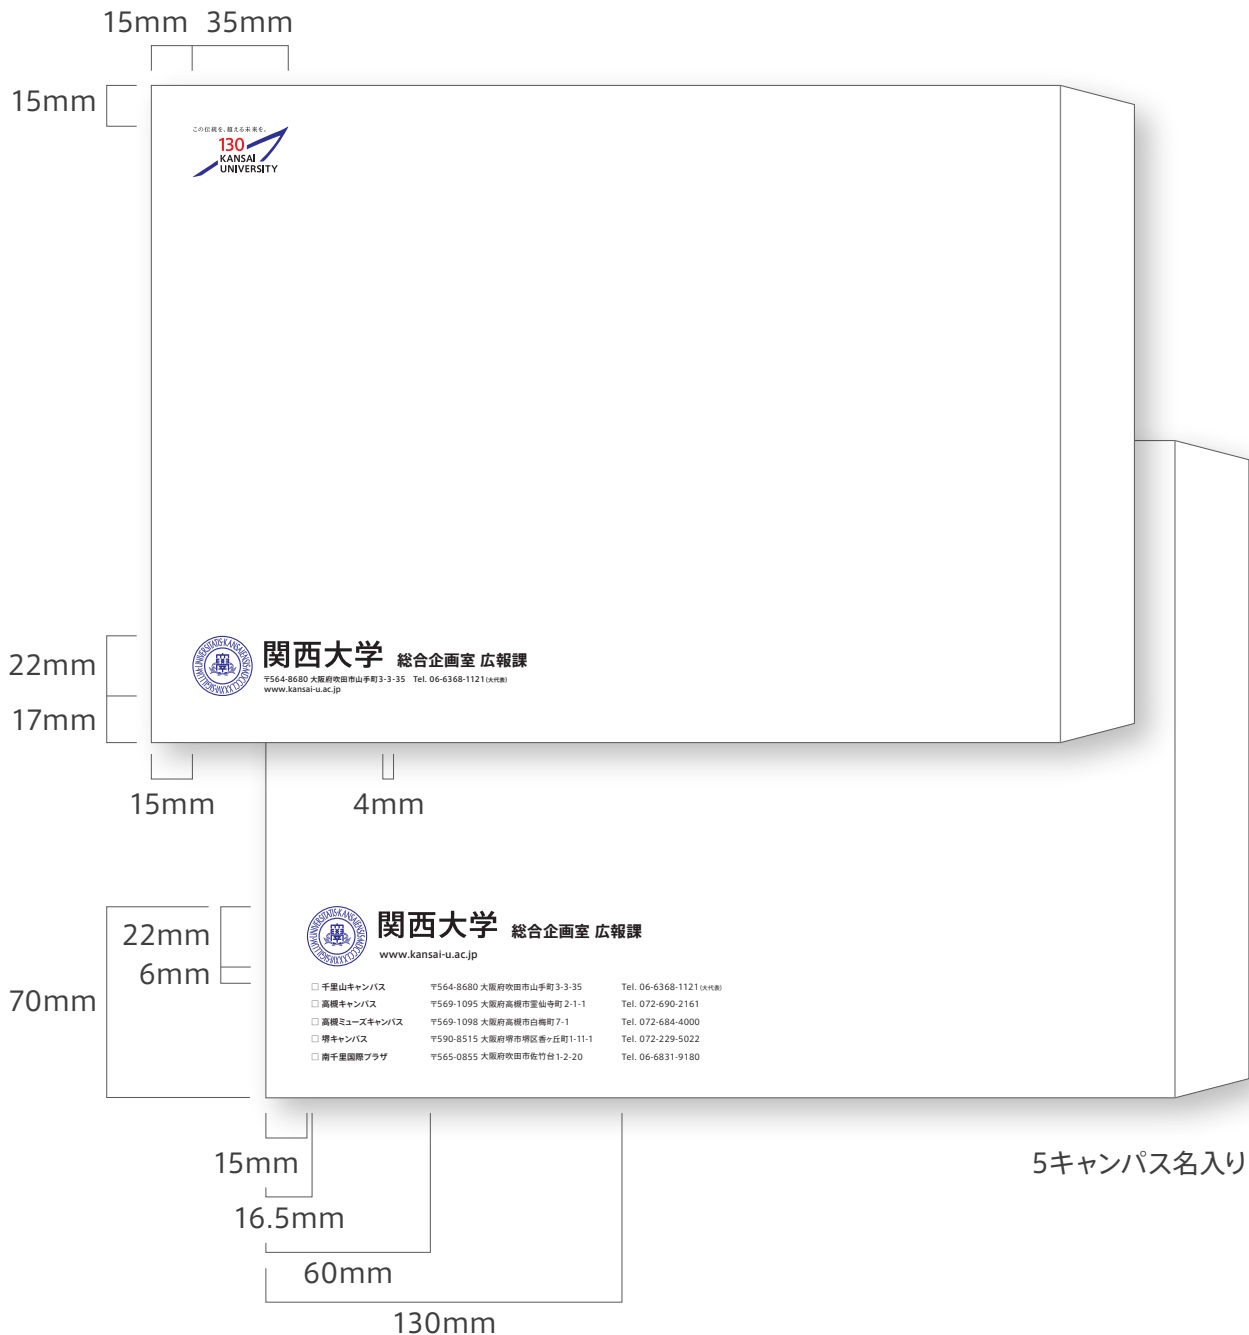 15mm 35mm
15mm
この伝統を、超える未来を。
130
KANSAI
UNIVERSITY
22mm
17mm
関西大学 総合企画室 広報課
〒564-8680 大阪府吹田市山手町3-3-35 Tel. 06-6368-1121(大代表)
www.kansai-u.ac.jp
15mm 4mm
70mm
22mm
6mm
関西大学 総合企画室 広報課
www.kansai-u.ac.jp
□ 千里山キャンパス 〒564-8680 大阪府吹田市山手町3-3-35 Tel. 06-6368-1121(大代表)
□ 高槻キャンパス 〒569-1095 大阪府高槻市霊仙寺町2-1-1 Tel. 072-690-2161
□ 高槻ミューズキャンパス 〒569-1098 大阪府高槻市白梅町7-1 Tel. 072-684-4000
□ 堺キャンパス 〒590-8515 大阪府堺市堺区香ヶ丘町1-11-1 Tel. 072-229-5022
□ 南千里国際プラザ 〒565-0855 大阪府吹田市佐竹台1-2-20 Tel. 06-6831-9180
15mm
16.5mm
60mm
130mm
5キャンパス名入り